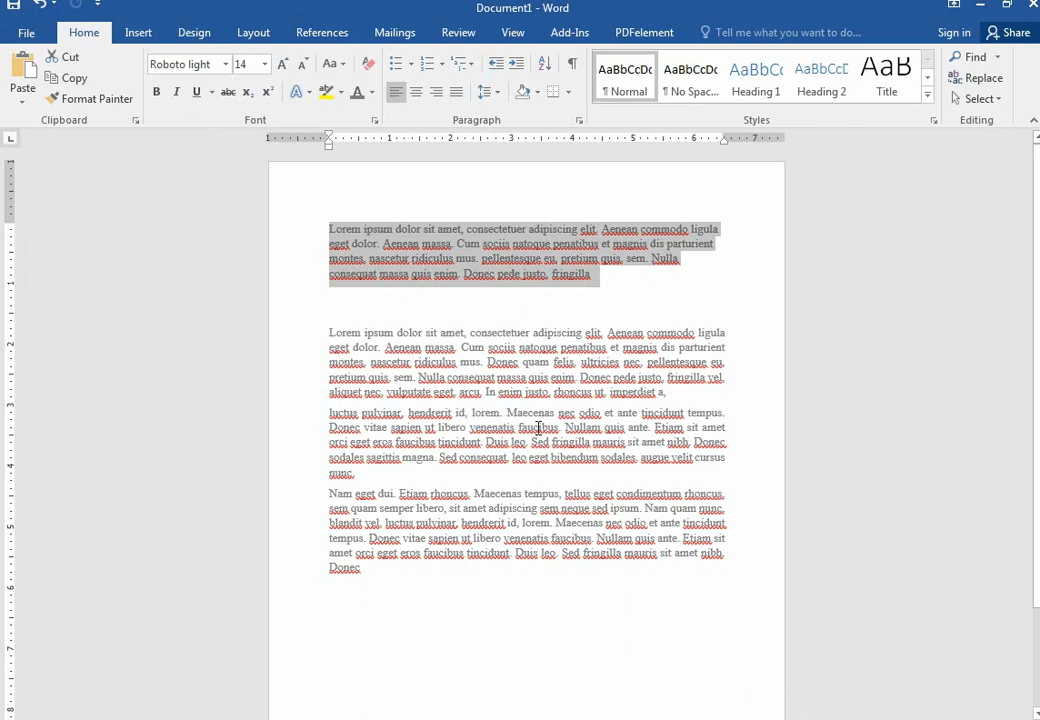 Document1 - Word
File Home Insert Design Layout References Mailings Review View Add-Ins PDFelement Tell me what you want to do... Sign in Share
Paste Cut Copy Format Painter
Clipboard
Roboto light 14 Aa
B I U abc x2 x2 A A
Font
Paragraph
AaBbCcDc AaBbCcDc AaBbCc AaBbCcD AaB
¶ Normal ¶ No Spac... Heading 1 Heading 2 Title
Styles
Find
Replace
Select
Editing
1 1 2 3 4 5 6 7
Lorem ipsum dolor sit amet, consectetuer adipiscing elit. Aenean commodo ligula
eget dolor. Aenean massa. Cum sociis natoque penatibus et magnis dis parturient
montes, nascetur ridiculus mus. pellentesque eu, pretium quis, sem. Nulla
consequat massa quis enim. Donec pede justo, fringilla
Lorem ipsum dolor sit amet, consectetuer adipiscing elit. Aenean commodo ligula
eget dolor. Aenean massa. Cum sociis natoque penatibus et magnis dis parturient
montes, nascetur ridiculus mus. Donec quam felis, ultricies nec, pellentesque eu,
pretium quis, sem. Nulla consequat massa quis enim. Donec pede justo, fringilla vel,
aliquet nec, vulputate eget, arcu. In enim justo, rhoncus ut, imperdiet a,
luctus pulvinar, hendrerit id, lorem. Maecenas nec odio et ante tincidunt tempus.
Donec vitae sapien ut libero venenatis faucibus. Nullam quis ante. Etiam sit amet
orci eget eros faucibus tincidunt. Duis leo. Sed fringilla mauris sit amet nibh. Donec
sodales sagittis magna. Sed consequat, leo eget bibendum sodales, augue velit cursus
nunc,
Nam eget dui. Etiam rhoncus. Maecenas tempus, tellus eget condimentum rhoncus,
sem quam semper libero, sit amet adipiscing sem neque sed ipsum. Nam quam nunc,
blandit vel, luctus pulvinar, hendrerit id, lorem. Maecenas nec odio et ante tincidunt
tempus. Donec vitae sapien ut libero venenatis faucibus. Nullam quis ante. Etiam sit
amet orci eget eros faucibus tincidunt. Duis leo. Sed fringilla mauris sit amet nibh.
Donec